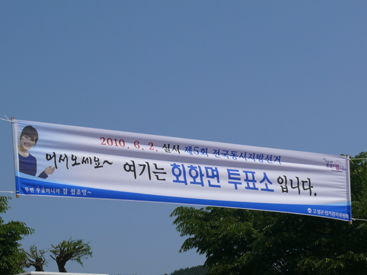 2010. 6. 2. 실시 제5회 전국동시지방선거
어서오세요~ 여기는 회화면 투표소입니다.